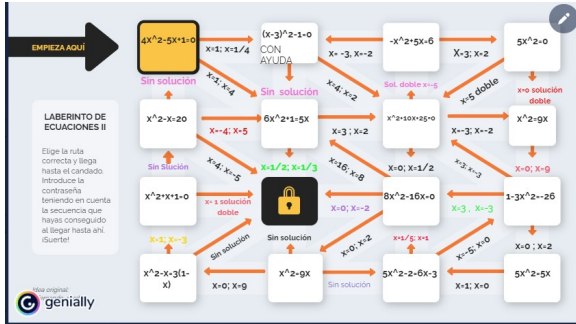 EMPIEZA AQUÍ
4x^2-5x+1=0
x=1; x=1/4
(x-3)^2-1=0
CON
AYUDA
x= -3, x=-2
-x^2+5x=6
X=3; x=2
5x^2=0
x=1; x=4
x=4; x=2
x=5 doble
Sin solución
Sin solución
Sol. doble x=-5
x=0 solución
doble
LABERINTO DE
ECUACIONES II
Elige la ruta
correcta y llega
hasta el candado.
Introduce la
contraseña
teniendo en cuenta
la secuencia que
hayas conseguido
al llegar hasta ahí.
¡Suerte!
x^2-x=20
x=-4; x=5
6x^2+1=5x
x=3 ; x=2
x^2+10x+25=0
x=-3; x=-2
x^2=9x
Sin Slución
x=4; x=-5
x=1/2; x=1/3
x=16; x=8
x=0; x=1/2
x=3; x=-3
x=0; x=9
x^2+x+1=0
x= 1 solución
doble
x=0; x=-2
8x^2-16x=0
x=3 , x=-3
1-3x^2=-26
x=1; x=-3
Sin solución
Sin solución
x=0; x=2
x=1/5; x=1
x=-5; x=0
x=0 ; x=2
x^2-x=3(1-
x)
x=0; x=9
x^2=9x
Sin solución
5x^2-2=6x-3
x=1; x=0
5x^2=5x
Idea original:
genially